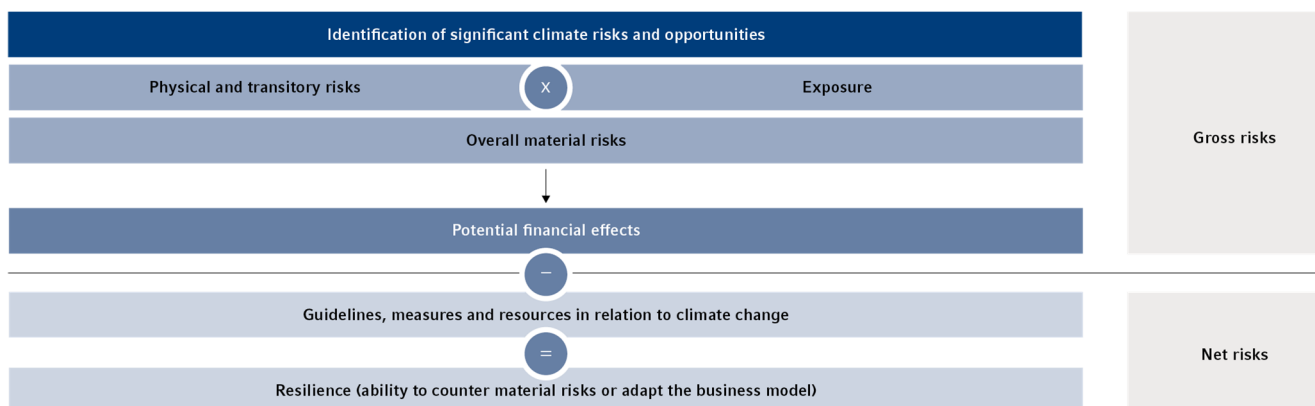 Identification of significant climate risks and opportunities
Physical and transitory risks
X
Exposure
Overall material risks
Gross risks
Potential financial effects
–
Guidelines, measures and resources in relation to climate change
=
Net risks
Resilience (ability to counter material risks or adapt the business model)